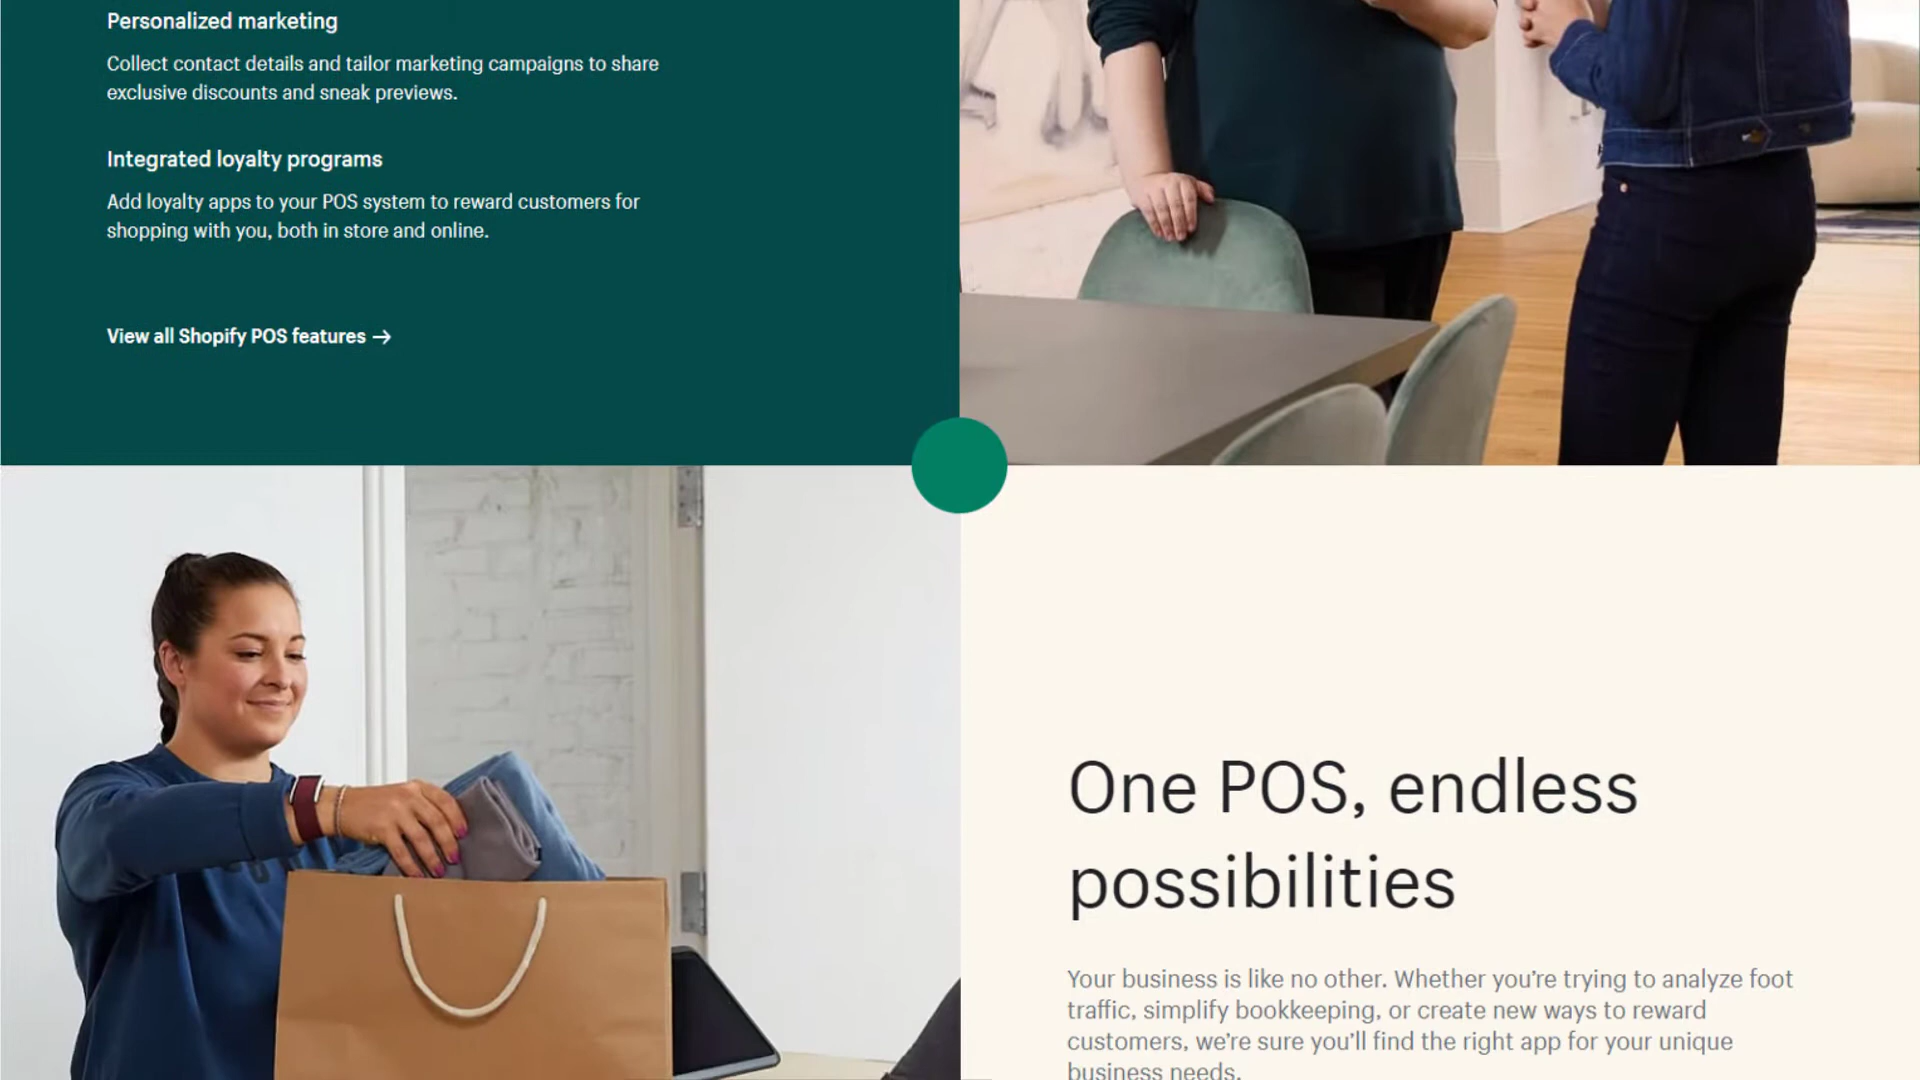 Personalized marketing
Collect contact details and tailor marketing campaigns to share
exclusive discounts and sneak previews.
Integrated loyalty programs
Add loyalty apps to your POS system to reward customers for
shopping with you, both in store and online.
View all Shopify POS features →
One POS, endless
possibilities
Your business is like no other. Whether you’re trying to analyze foot
traffic, simplify bookkeeping, or create new ways to reward
customers, we’re sure you’ll find the right app for your unique
business needs.